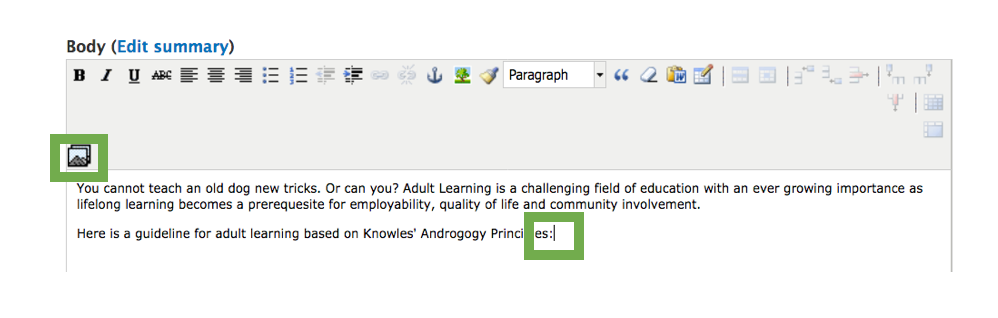 Body (Edit summary)
B I U ABC Paragraph
You cannot teach an old dog new tricks. Or can you? Adult Learning is a challenging field of education with an ever growing importance as
lifelong learning becomes a prerequesite for employability, quality of life and community involvement.
Here is a guideline for adult learning based on Knowles' Androgogy Princi es: